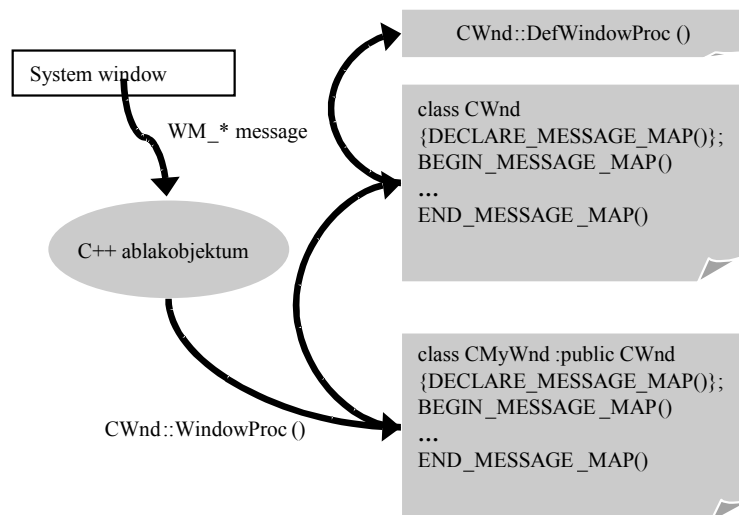 CWnd::DefWindowProc ()
System window
WM_* message
class CWnd
{DECLARE_MESSAGE_MAP()};
BEGIN_MESSAGE_MAP()
...
END_MESSAGE_MAP()
C++ ablakobjektum
class CMyWnd :public CWnd
{DECLARE_MESSAGE_MAP()};
BEGIN_MESSAGE_MAP()
...
END_MESSAGE_MAP()
CWnd::WindowProc ()